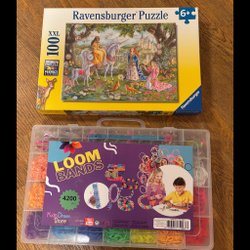 Ravensburger Puzzle
6+
100 XXL
LOOM
BANDS
4200